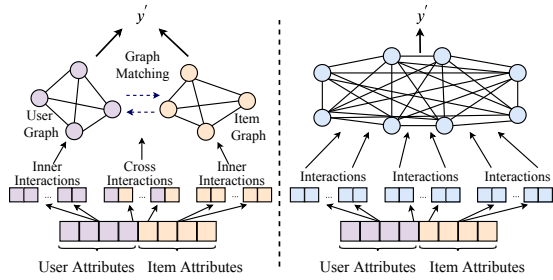 y′
Graph
Matching
User
Graph
Item
Graph
Inner
Interactions
Cross
Interactions
Inner
Interactions
...
...
...
User Attributes
Item Attributes
y′
Interactions
Interactions
Interactions
...
...
...
User Attributes
Item Attributes